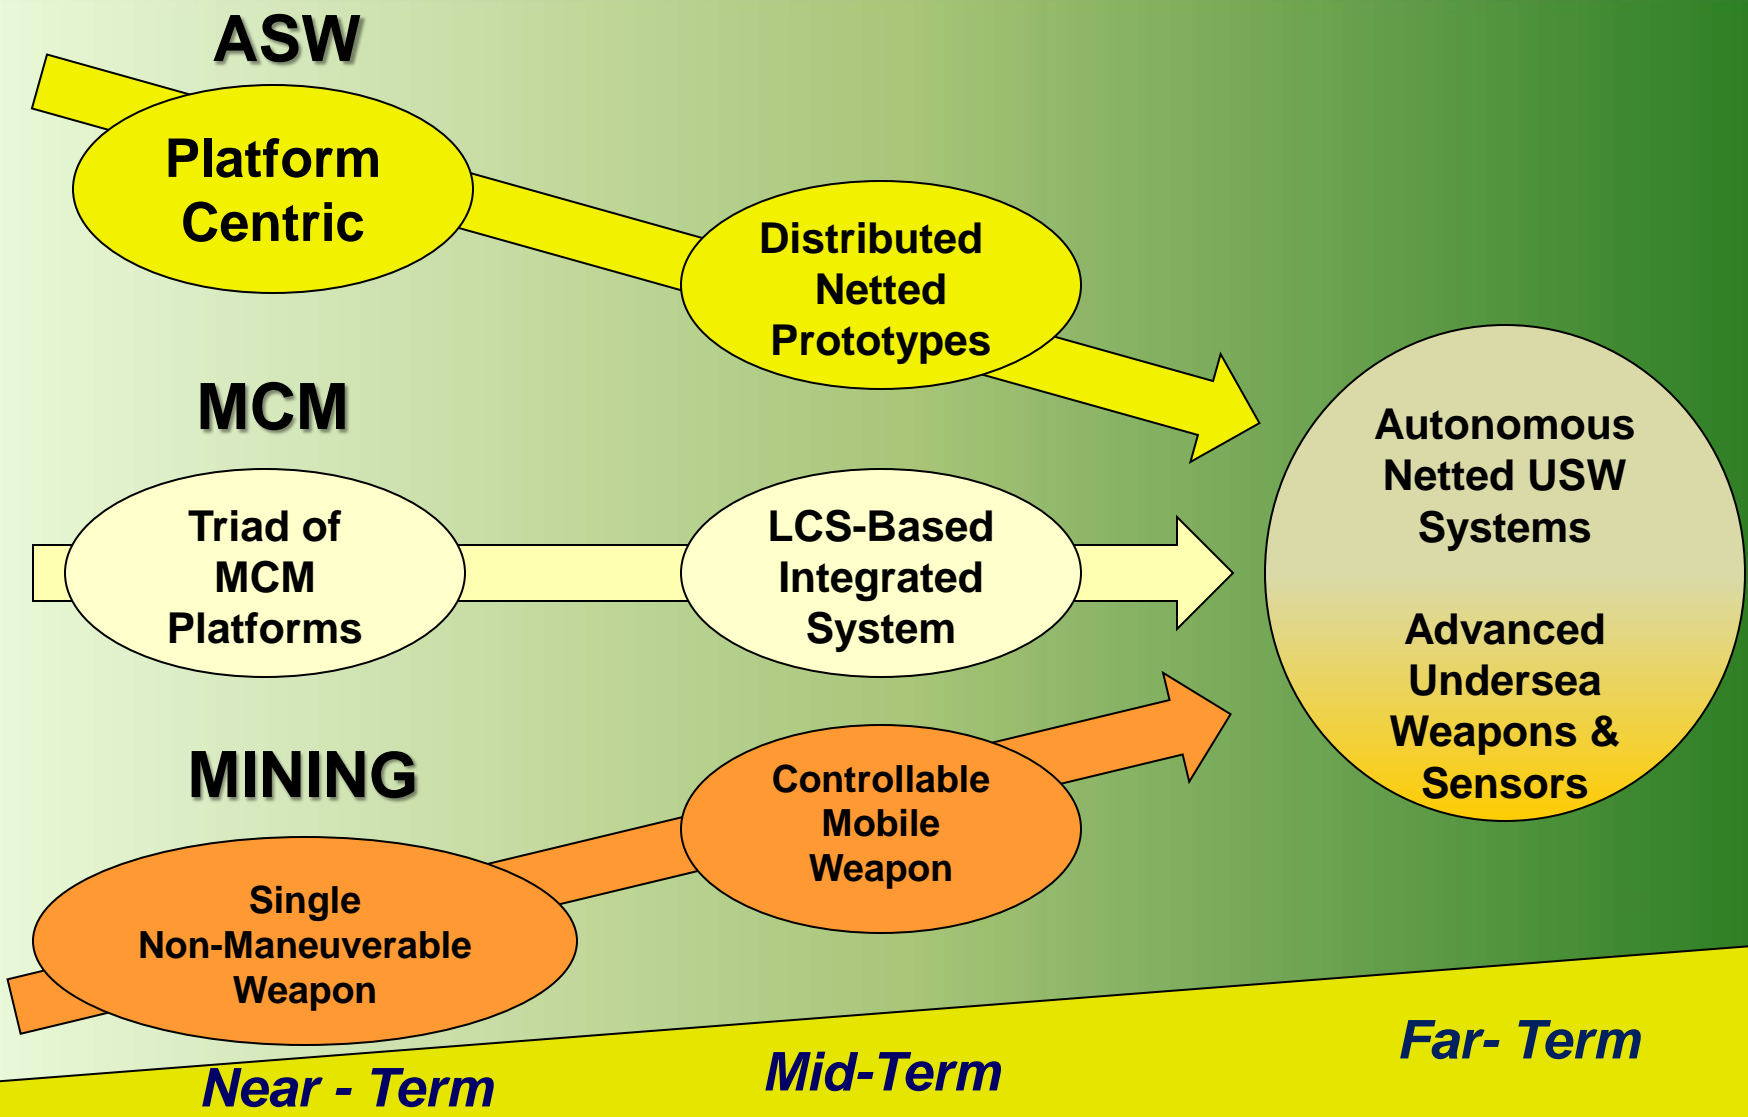 ASW
Platform
Centric
Distributed
Netted
Prototypes
MCM
Triad of
MCM
Platforms
LCS-Based
Integrated
System
MINING
Single
Non-Maneuverable
Weapon
Controllable
Mobile
Weapon
Autonomous
Netted USW
Systems
Advanced
Undersea
Weapons &
Sensors
Near - Term
Mid-Term
Far- Term